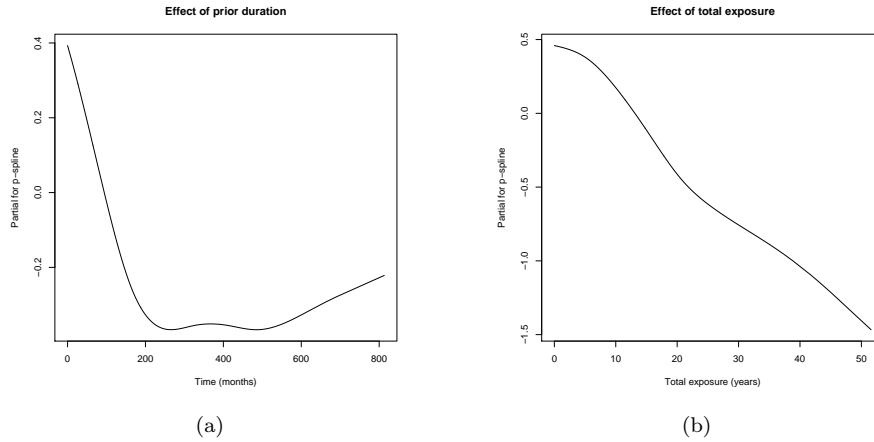 Effect of prior duration
Partial for p−spline
0.4
0.2
0.0
−0.2
0
200
400
600
800
Time (months)
(a)
Effect of total exposure
Partial for p−spline
0.5
0.0
−0.5
−1.0
−1.5
0
10
20
30
40
50
Total exposure (years)
(b)